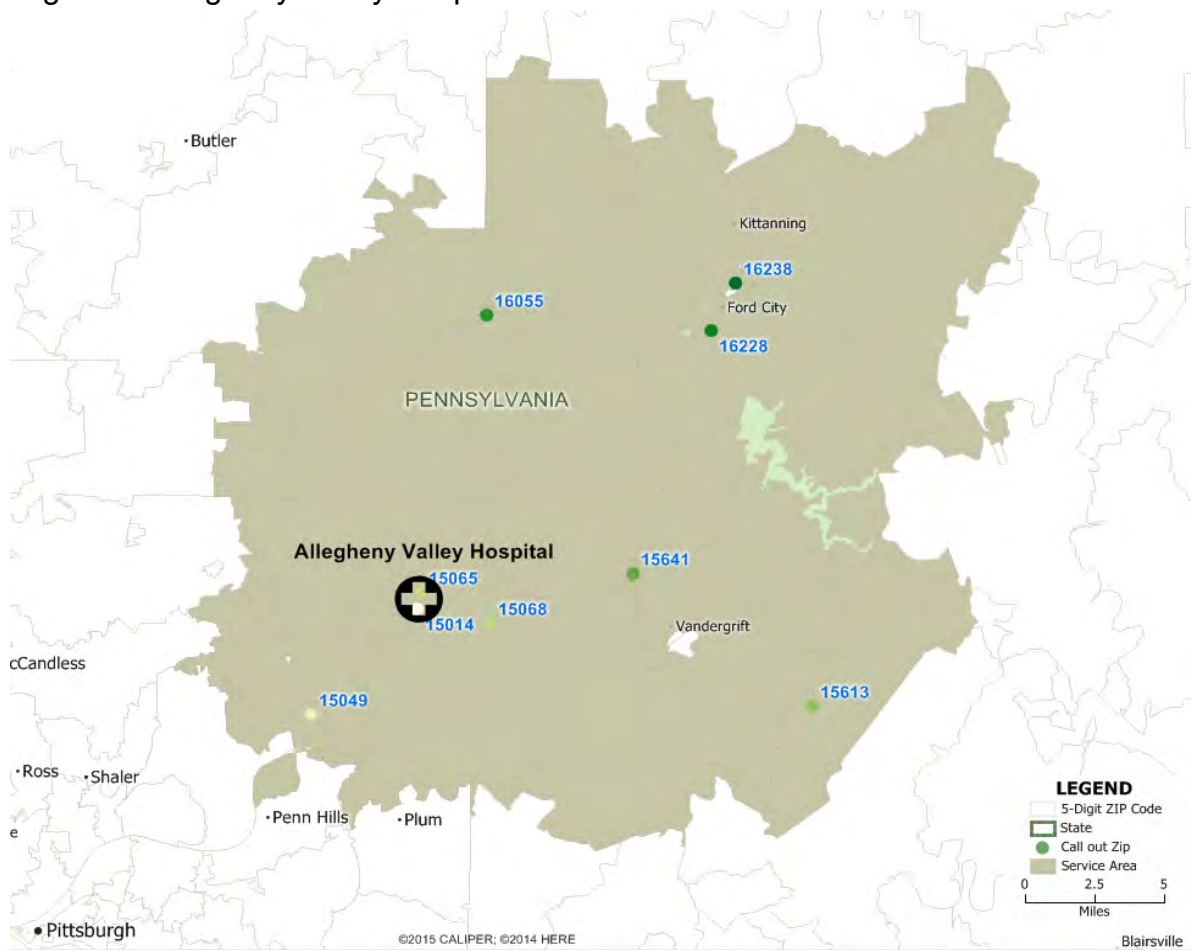 Butler
Kittanning
16238
16055
Ford City
16228
PENNSYLVANIA
Allegheny Valley Hospital
15065
15641
15068
15014
Vandergrift
cCandless
15613
15049
Ross
Shaler
Penn Hills
Plum
e
LEGEND
5-Digit ZIP Code
State
Call out Zip
Service Area
0 2.5 5
Miles
Pittsburgh
©2015 CALIPER; ©2014 HERE
Blairsville